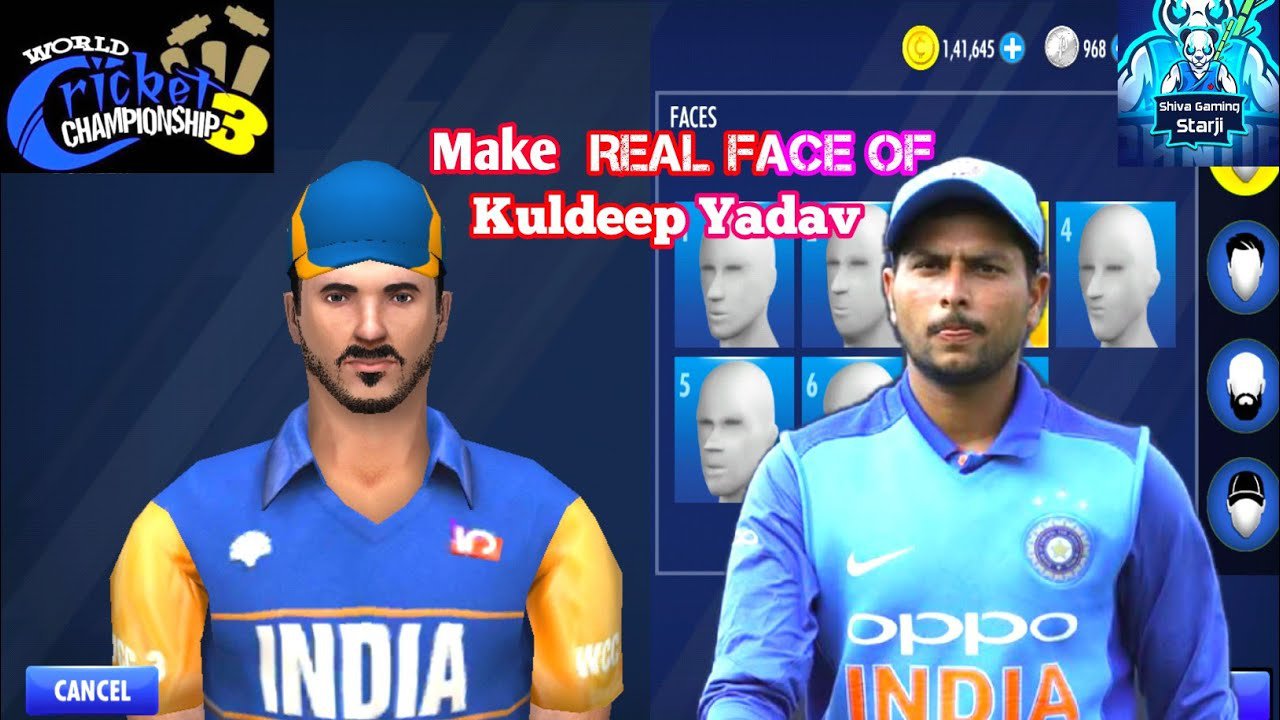 WORLD
Cricket
CHAMPIONSHIP 3
1,41,645
968
Shiva Gaming
Starji
FACES
Make REAL FACE OF
Kuldeep Yadav
4
5
6
INDIA
WCC
CANCEL
oppo
INDIA